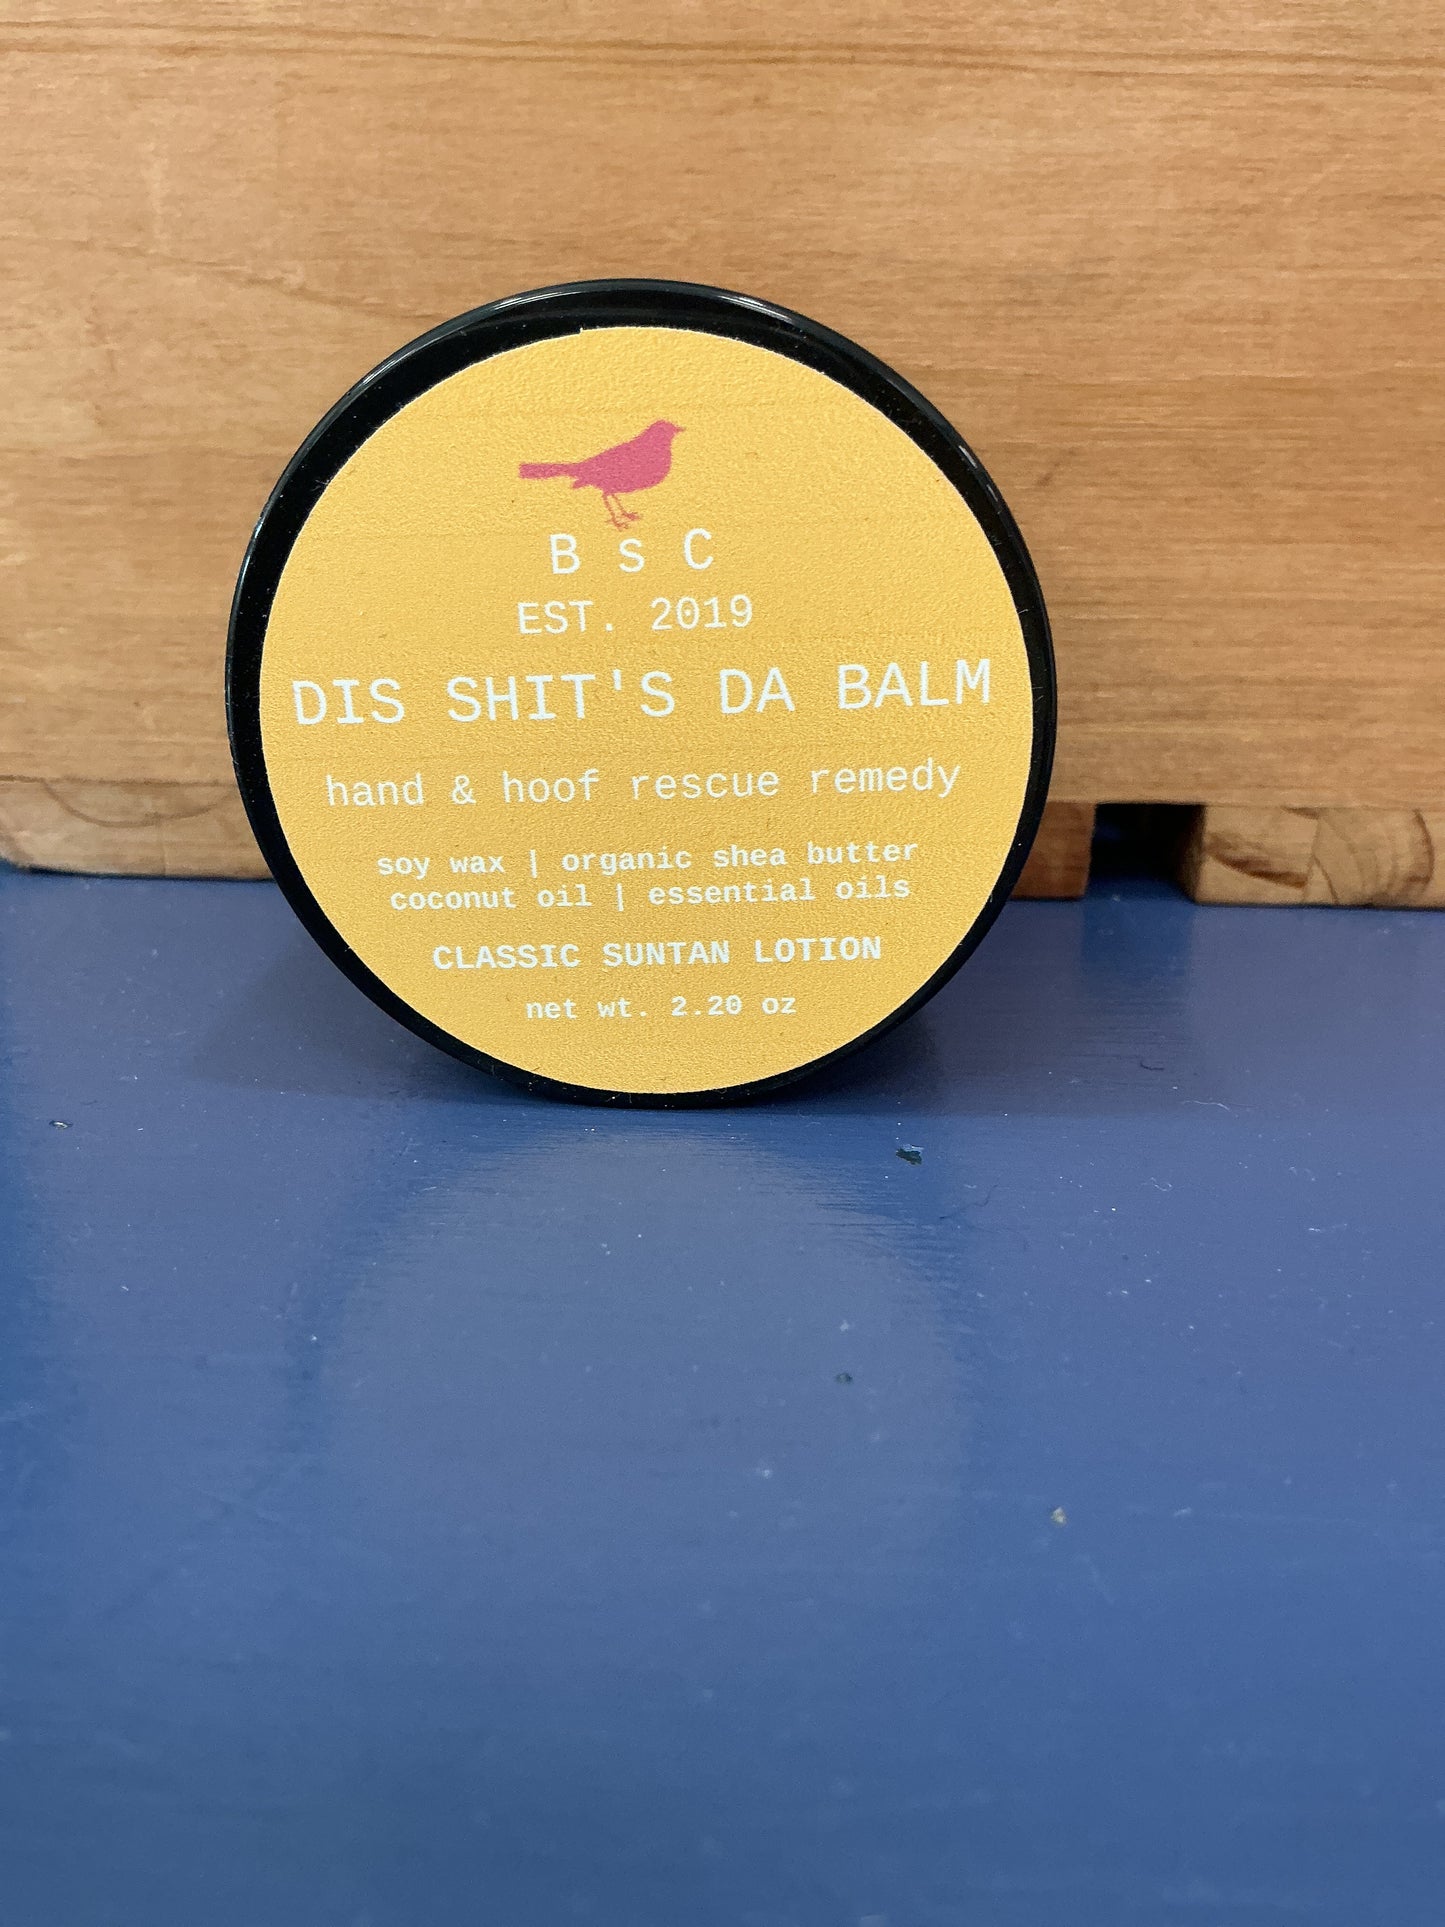 B s C
EST. 2019
DIS SHIT'S DA BALM
hand & hoof rescue remedy
soy wax | organic shea butter
coconut oil | essential oils
CLASSIC SUNTAN LOTION
net wt. 2.20 oz